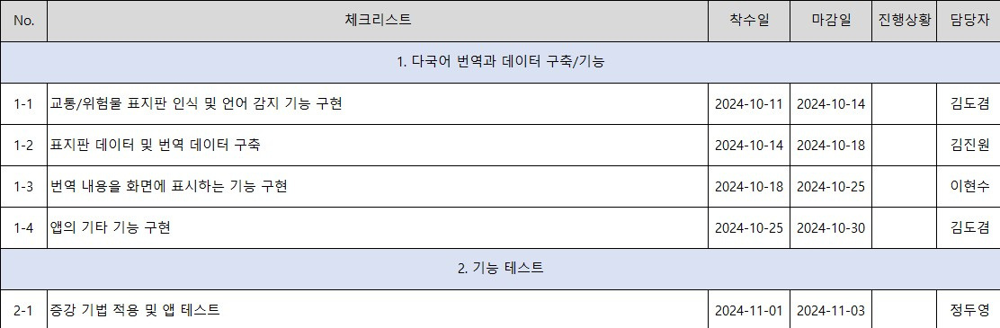 No. 체크리스트 착수일 마감일 진행상황 담당자
1. 다국어 번역과 데이터 구축/기능
1-1 교통/위험물 표지판 인식 및 언어 감지 기능 구현 2024-10-11 2024-10-14 김도겸
1-2 표지판 데이터 및 번역 데이터 구축 2024-10-14 2024-10-18 김진원
1-3 번역 내용을 화면에 표시하는 기능 구현 2024-10-18 2024-10-25 이현수
1-4 앱의 기타 기능 구현 2024-10-25 2024-10-30 김도겸
2. 기능 테스트
2-1 증강 기법 적용 및 앱 테스트 2024-11-01 2024-11-03 정두영